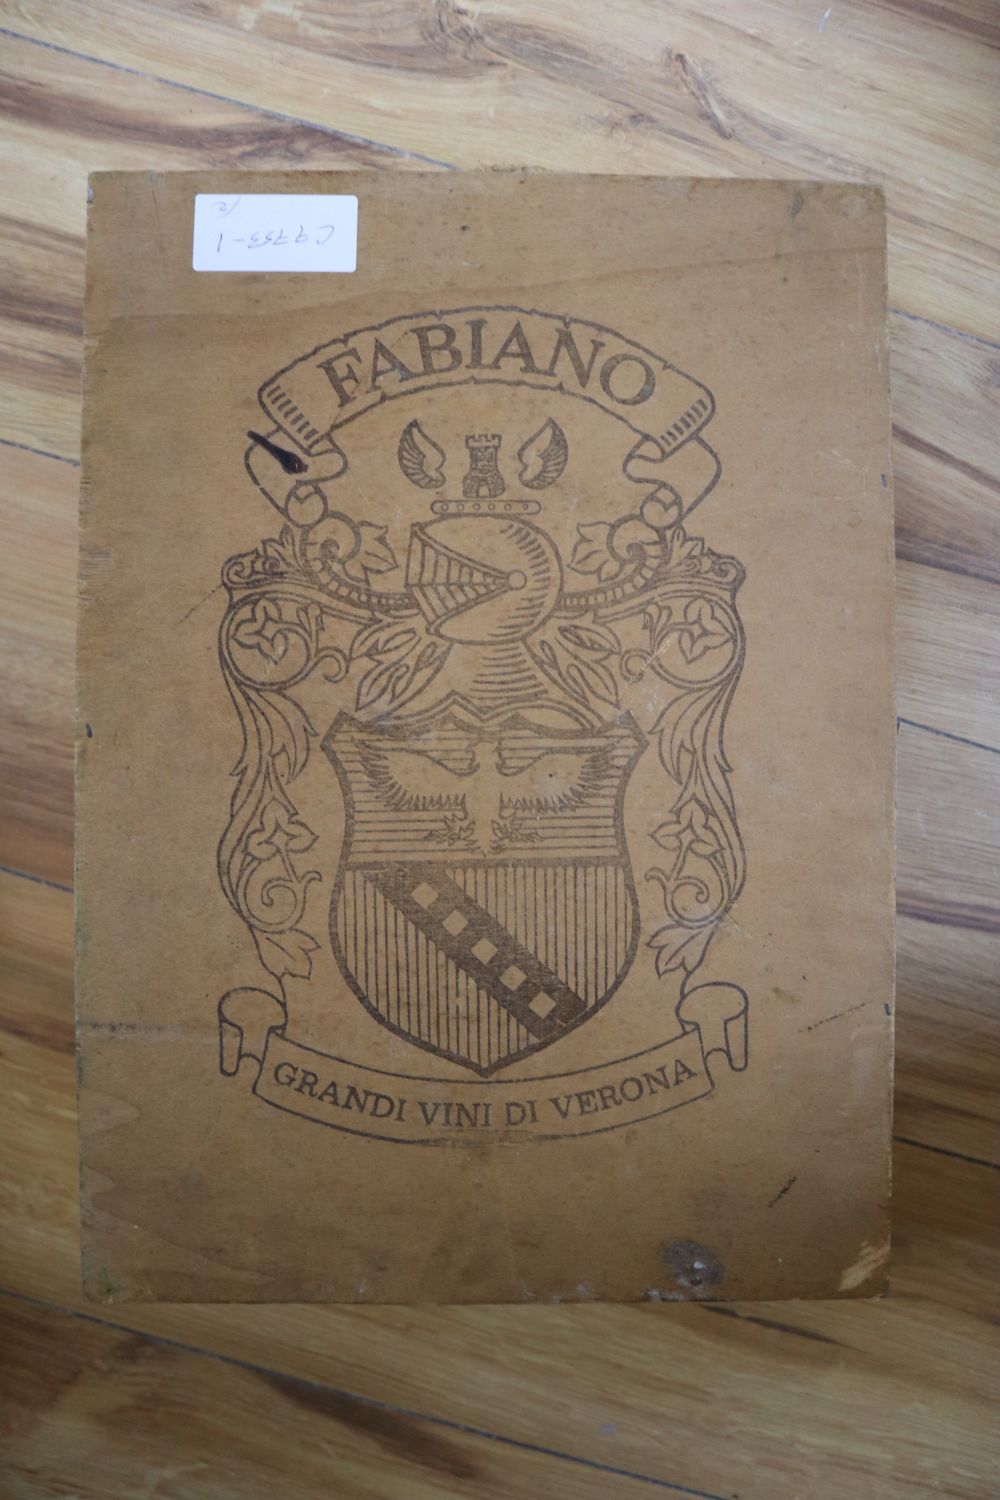 C9753-1
FABIANO
GRANDI VINI DI VERONA